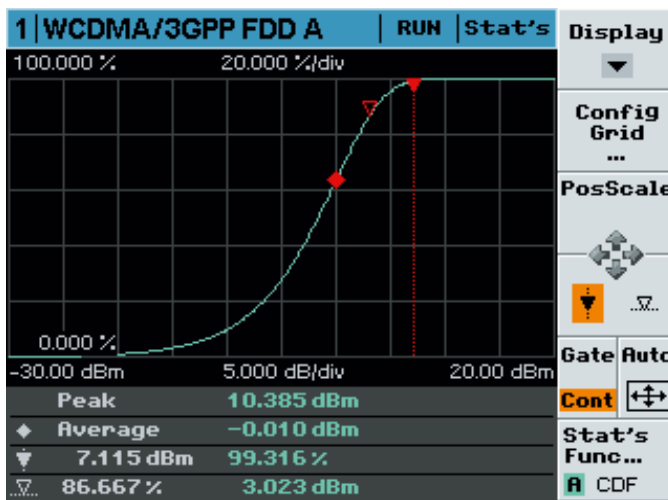 1 WCDMA/3GPP FDD A RUN Stat's
100.000 % 20.000 %/div
0.000 %
-30.00 dBm 5.000 dB/div 20.00 dBm
Peak 10.385 dBm
Average -0.010 dBm
7.115 dBm 99.316 %
86.667 % 3.023 dBm
Display
Config
Grid
...
PosScale
Gate Auto
Cont
Stat's
Func...
A CDF